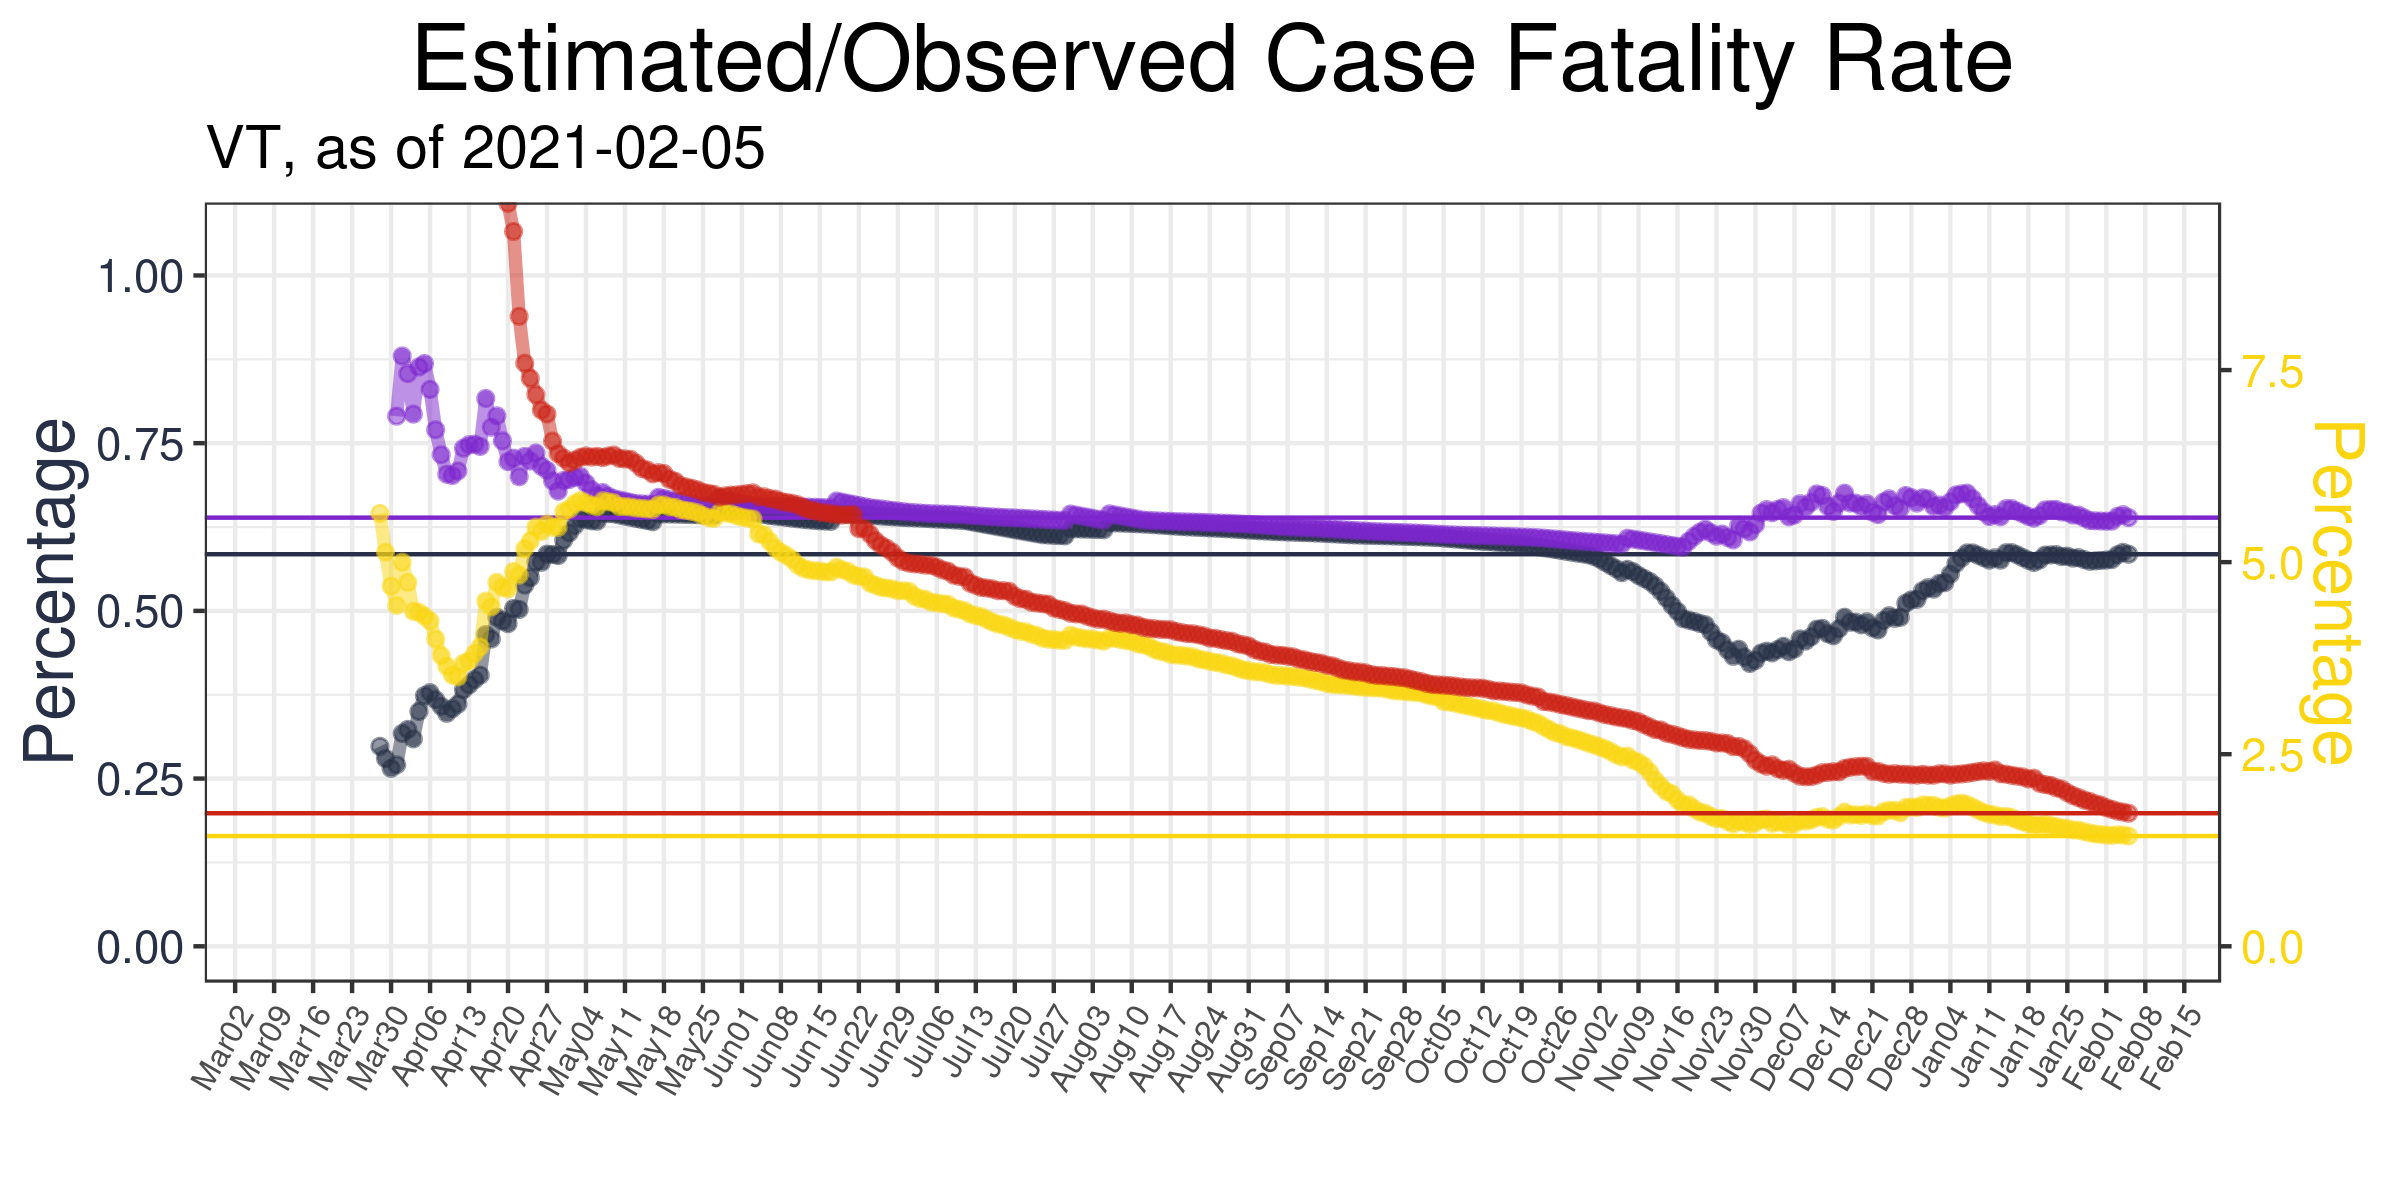 Estimated/Observed Case Fatality Rate
VT, as of 2021-02-05
Percentage
1.00
0.75
0.50
0.25
0.00
7.5
5.0
2.5
0.0
Percentage
Mar02
Mar09
Mar16
Mar23
Mar30
Apr06
Apr13
Apr20
Apr27
May04
May11
May18
May25
Jun01
Jun08
Jun15
Jun22
Jun29
Jul06
Jul13
Jul20
Jul27
Aug03
Aug10
Aug17
Aug24
Aug31
Sep07
Sep14
Sep21
Sep28
Oct05
Oct12
Oct19
Oct26
Nov02
Nov09
Nov16
Nov23
Nov30
Dec07
Dec14
Dec21
Dec28
Jan04
Jan11
Jan18
Jan25
Feb01
Feb08
Feb15